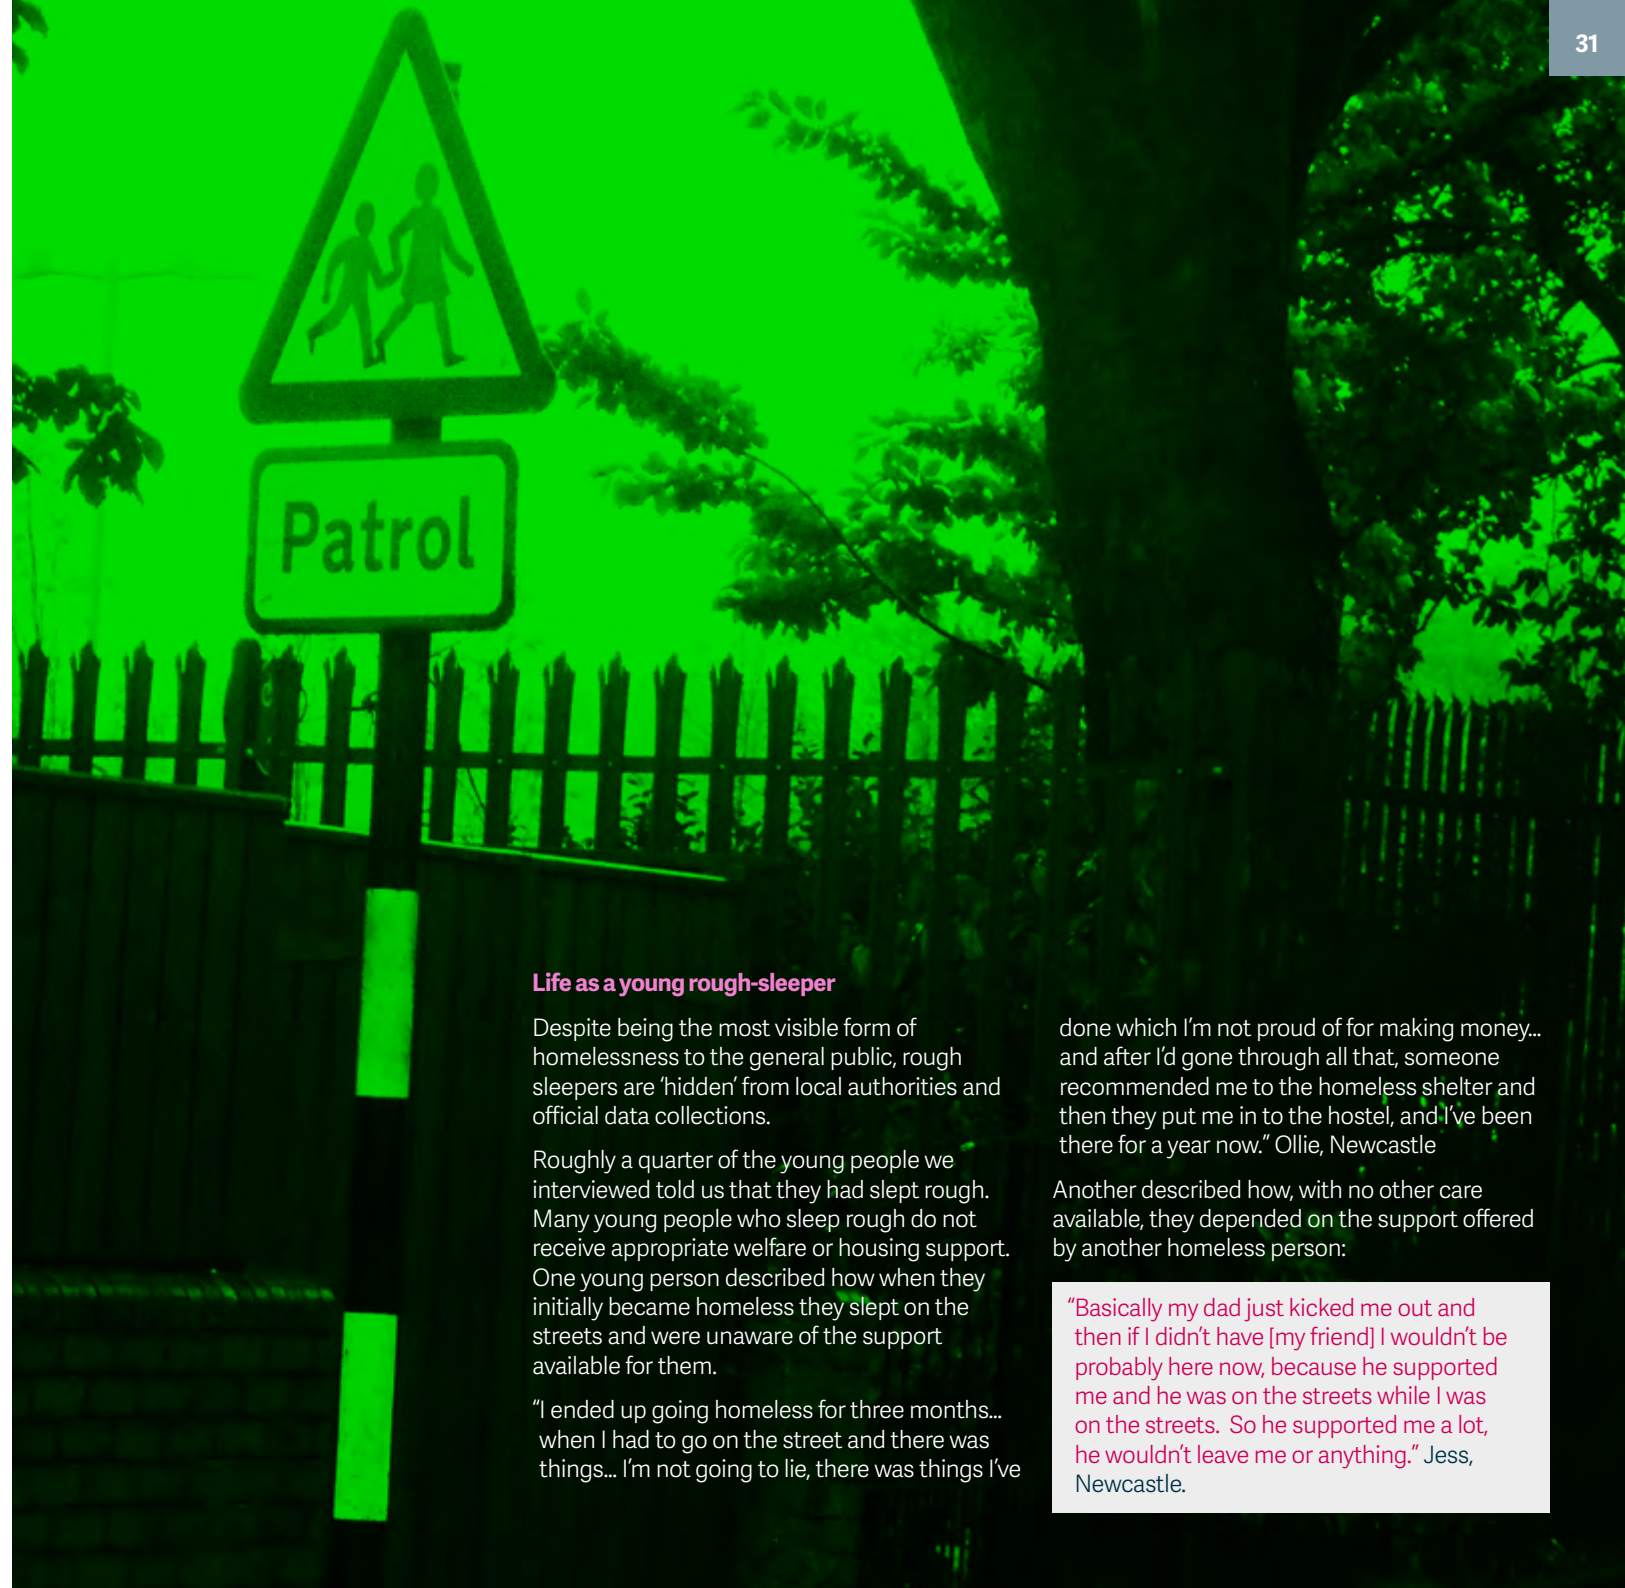 31
Patrol
Life as a young rough-sleeper
Despite being the most visible form of
homelessness to the general public, rough
sleepers are ‘hidden’ from local authorities and
official data collections.
Roughly a quarter of the young people we
interviewed told us that they had slept rough.
Many young people who sleep rough do not
receive appropriate welfare or housing support.
One young person described how when they
initially became homeless they slept on the
streets and were unaware of the support
available for them.
“I ended up going homeless for three months...
when I had to go on the street and there was
things... I’m not going to lie, there was things I’ve
done which I’m not proud of for making money...
and after I’d gone through all that, someone
recommended me to the homeless shelter and
then they put me in to the hostel, and I’ve been
there for a year now.” Ollie, Newcastle
Another described how, with no other care
available, they depended on the support offered
by another homeless person:
“Basically my dad just kicked me out and
then if I didn’t have [my friend] I wouldn’t be
probably here now, because he supported
me and he was on the streets while I was
on the streets.  So he supported me a lot,
he wouldn’t leave me or anything.” Jess,
Newcastle.